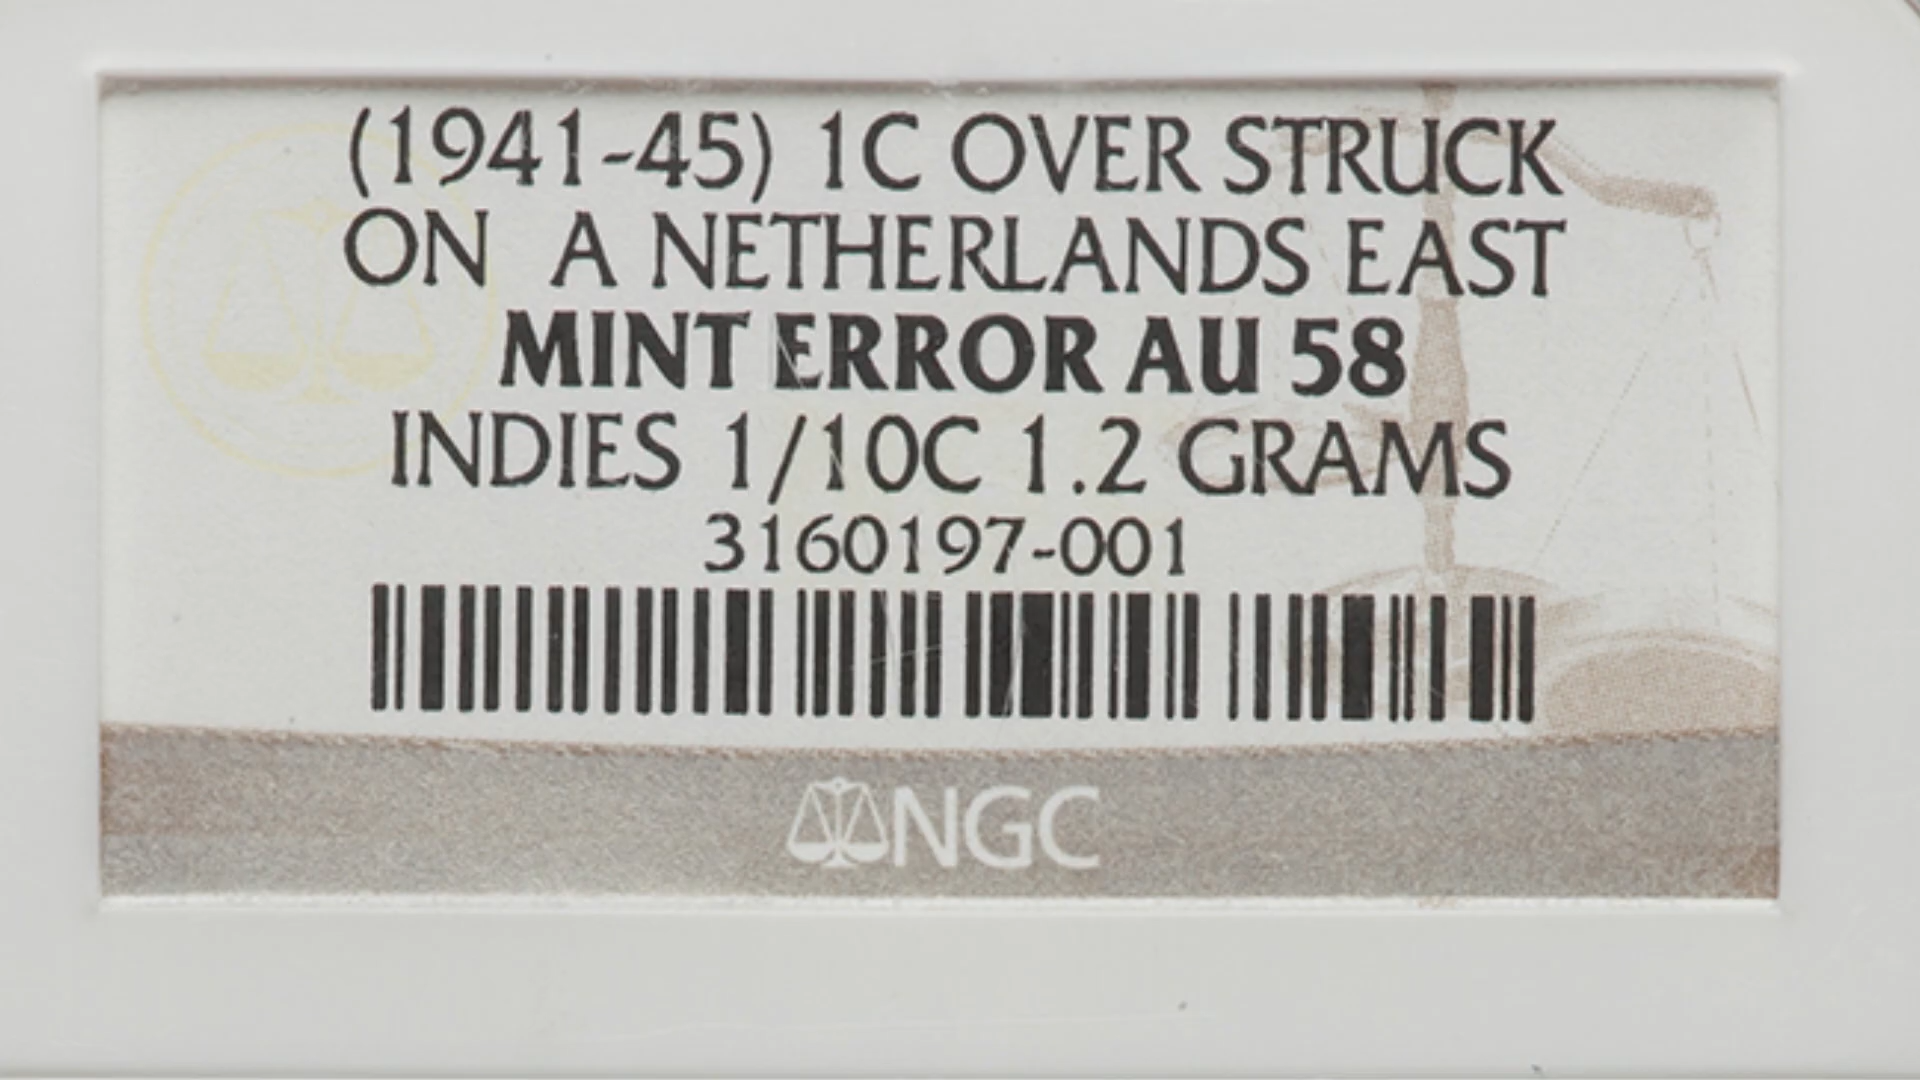 (1941-45) 1C OVER STRUCK
ON A NETHERLANDS EAST
MINT ERROR AU 58
INDIES 1/10C 1.2 GRAMS
3160197-001
NGC